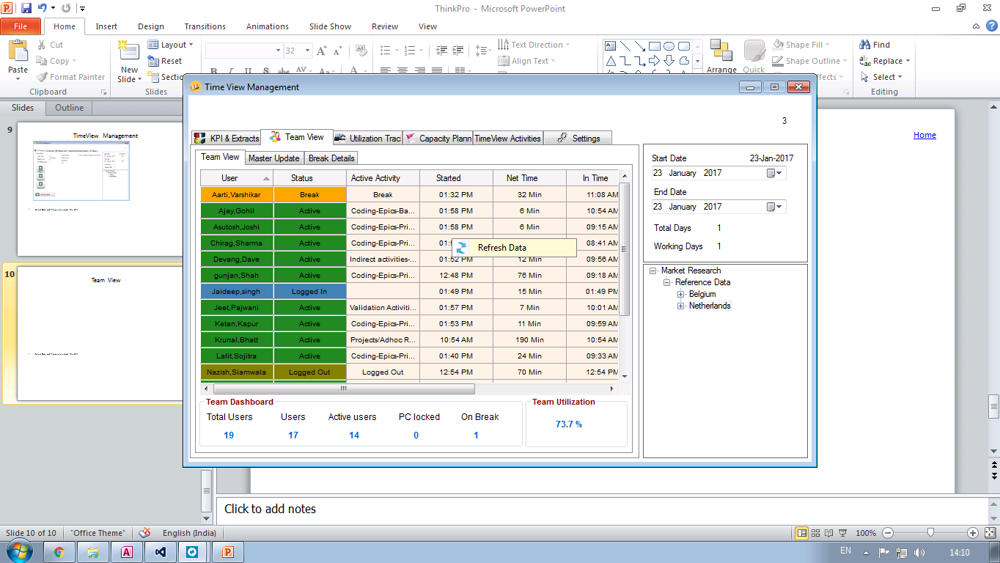 ThinkPro - Microsoft PowerPoint
File Home Insert Design Transitions Animations Slide Show Review View
Cut Layout 32 Text Direction Shape Fill Find
Copy Reset Align Text Shape Outline Replace
Paste Format Painter New Slide Arrange Quick Select
Clipboard Slides Editing
Slides Outline
9
TimeView Management
10
Team View
Home
Time View Management
3
KPI & Extracts Team View Utilization Trac Capacity Plann TimeView Activities Settings
Team View Master Update Break Details
User Status Active Activity Started Net Time In Time
Aarti,Varshikar Break Break 01:32 PM 32 Min 11:08 AM
Ajay,Gohil Active Coding-Epics-Ba... 01:58 PM 6 Min 10:54 AM
Asutosh,Joshi Active Coding-Epics-Pri... 01:58 PM 6 Min 09:15 AM
Chirag,Sharma Active Coding-Epics-Pri... 08:41 AM
Refresh Data
Devang,Dave Active Indirect activities-... 01:52 PM 12 Min 09:56 AM
gunjan,Shah Active Coding-Epics-Pri... 12:48 PM 76 Min 09:18 AM
Jaideep,singh Logged In 01:49 PM 15 Min 01:49 PM
Jeet,Pajwani Active Validation Activiti... 01:57 PM 7 Min 10:01 AM
Ketan,Kapur Active Coding-Epics-Pri... 01:53 PM 11 Min 09:59 AM
Krunal,Bhatt Active Projects/Adhoc R... 10:54 AM 190 Min 10:54 AM
Lalit,Sojitra Active Coding-Epics-Pri... 01:40 PM 24 Min 09:33 AM
Nazish,Siamwala Logged Out Logged Out 12:54 PM 70 Min 12:54 PM
Team Dashboard
Total Users Users Active users PC locked On Break
19 17 14 0 1
Team Utilization
73.7 %
Start Date 23-Jan-2017
23 January 2017
End Date
23 January 2017
Total Days 1
Working Days 1
Market Research
Reference Data
Belgium
Netherlands
Click to add notes
Slide 10 of 10 "Office Theme" English (India) 100%
EN 14:10